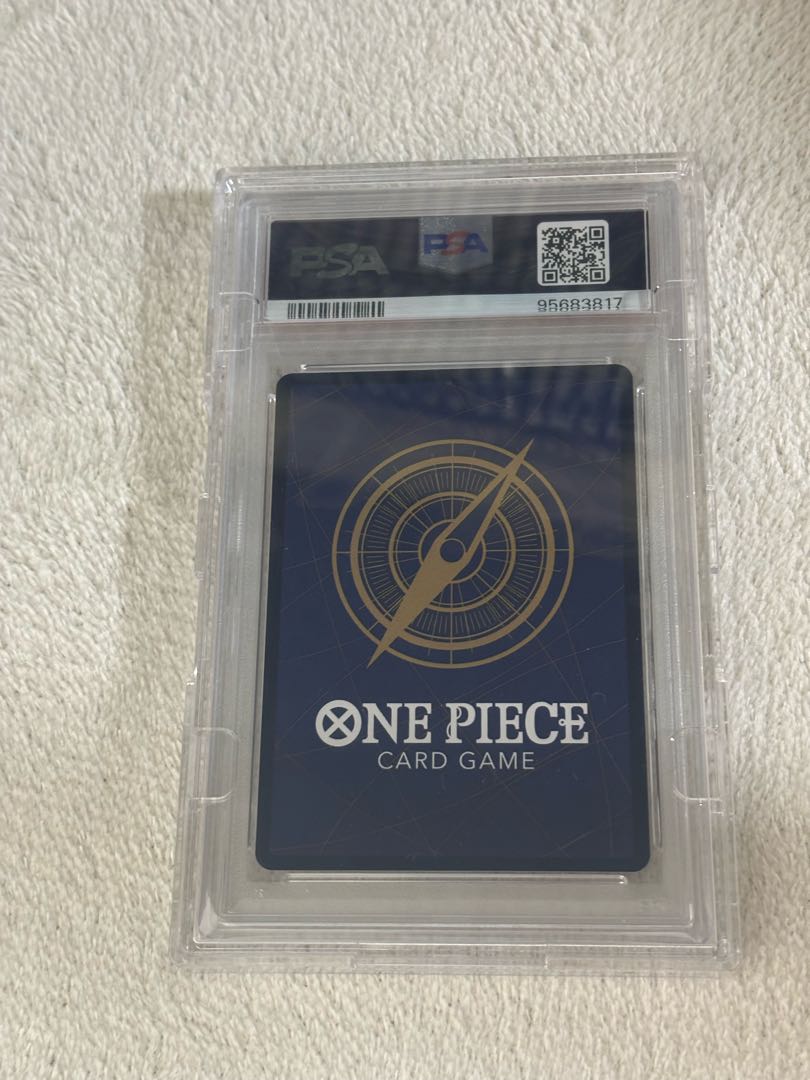 PSA
PSA
95683817
ONE PIECE
CARD GAME